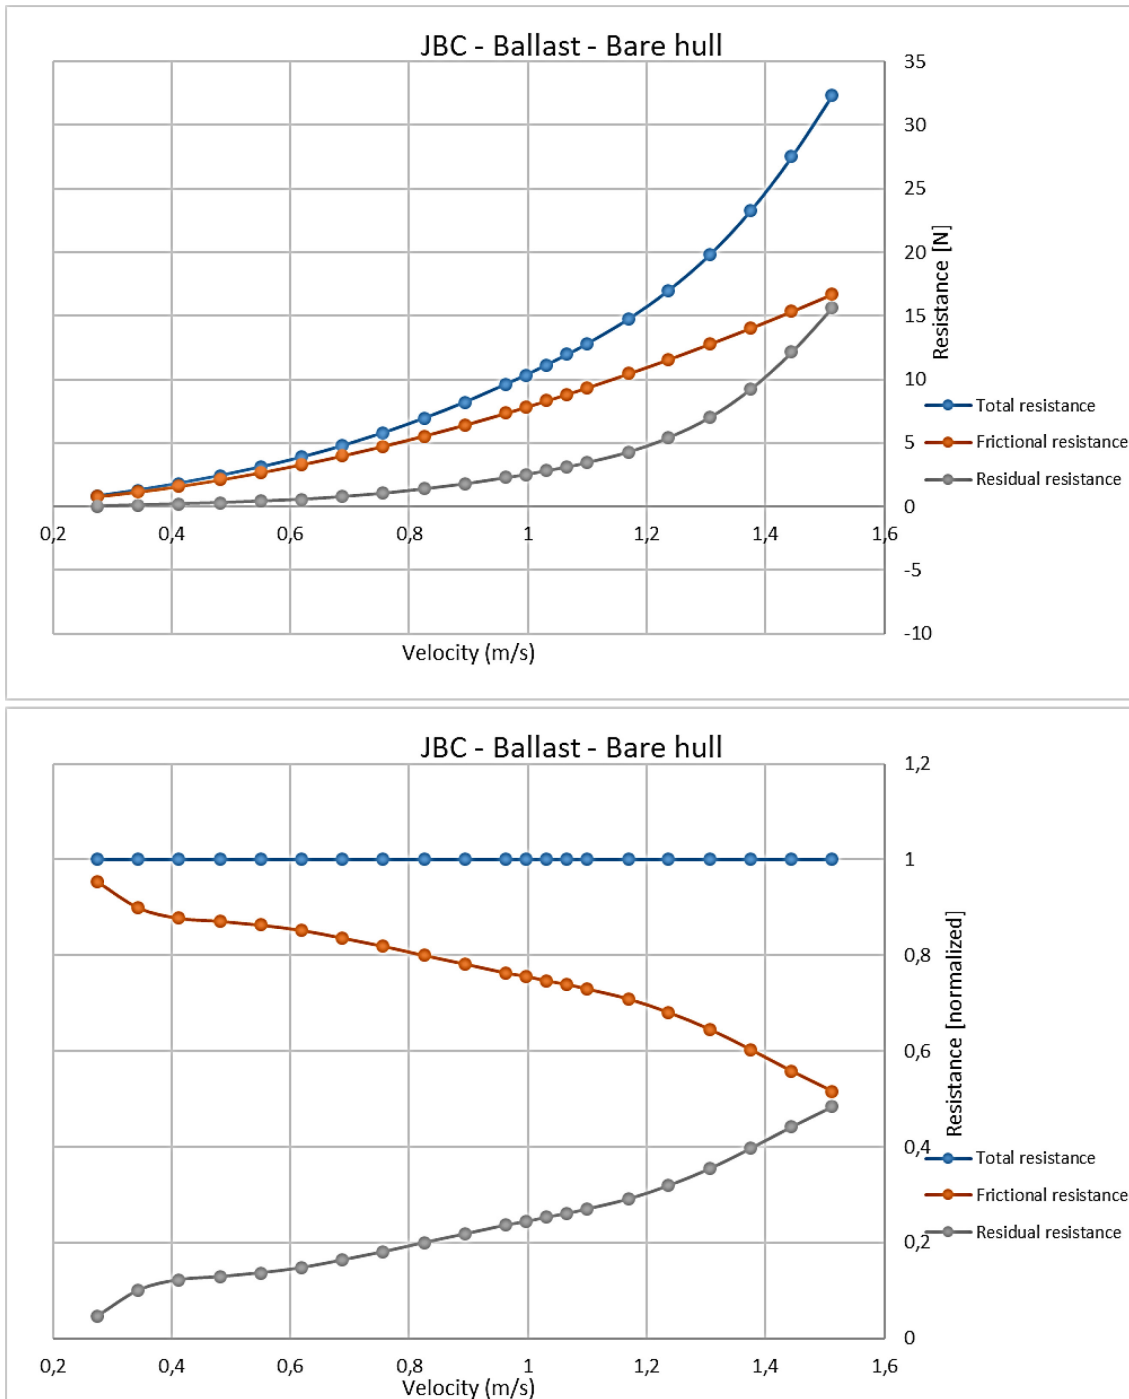 JBC - Ballast - Bare hull
35
30
25
20
15
10
5
0
-5
-10
Resistance [N]
0,2 0,4 0,6 0,8 1 1,2 1,4 1,6
Velocity (m/s)
Total resistance
Frictional resistance
Residual resistance
JBC - Ballast - Bare hull
1,2
1
0,8
0,6
0,4
0,2
0
Resistance [normalized]
0,2 0,4 0,6 0,8 1 1,2 1,4 1,6
Velocity (m/s)
Total resistance
Frictional resistance
Residual resistance